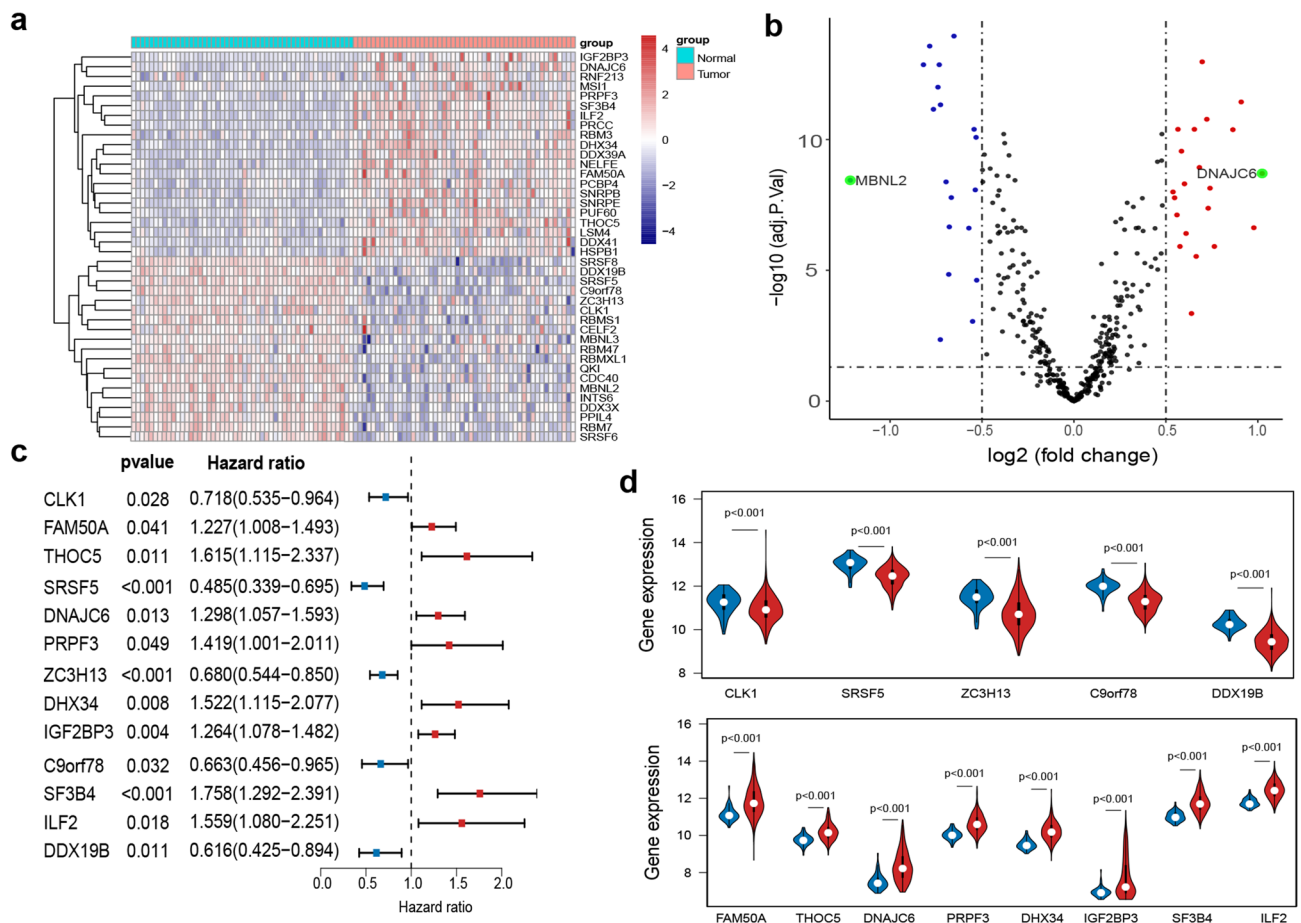 a
group
IGF2BP3
DNAJC6
RNF213
MSI1
PRPF3
SF3B4
ILF2
PRCC
RBM3
DHX34
DDX39A
NELFE
FAM50A
PCBP4
SNRPB
SNRPE
PUF60
THOC5
LSM4
DDX41
HSPB1
SRSF8
DDX19B
SRSF5
C9orf78
ZC3H13
CLK1
RBMS1
CELF2
MBNL3
RBM47
RBMXL1
QKI
CDC40
MBNL2
INTS6
DDX3X
PPIL4
RBM7
SRSF6
4
2
0
−2
−4
group
Normal
Tumor
b
−log10 (adj.P.Val)
10
5
0
MBNL2
DNAJC6
−1.0
−0.5
0.0
0.5
1.0
log2 (fold change)
c
pvalue Hazard ratio
CLK1 0.028 0.718(0.535−0.964)
FAM50A 0.041 1.227(1.008−1.493)
THOC5 0.011 1.615(1.115−2.337)
SRSF5 <0.001 0.485(0.339−0.695)
DNAJC6 0.013 1.298(1.057−1.593)
PRPF3 0.049 1.419(1.001−2.011)
ZC3H13 <0.001 0.680(0.544−0.850)
DHX34 0.008 1.522(1.115−2.077)
IGF2BP3 0.004 1.264(1.078−1.482)
C9orf78 0.032 0.663(0.456−0.965)
SF3B4 <0.001 1.758(1.292−2.391)
ILF2 0.018 1.559(1.080−2.251)
DDX19B 0.011 0.616(0.425−0.894)
0.0 0.5 1.0 1.5 2.0
Hazard ratio
d
Gene expression
16
14
12
10
8
p<0.001
p<0.001
p<0.001
p<0.001
p<0.001
CLK1 SRSF5 ZC3H13 C9orf78 DDX19B
Gene expression
16
14
12
10
8
p<0.001
p<0.001
p<0.001
p<0.001
p<0.001
p<0.001
p<0.001
p<0.001
FAM50A THOC5 DNAJC6 PRPF3 DHX34 IGF2BP3 SF3B4 ILF2